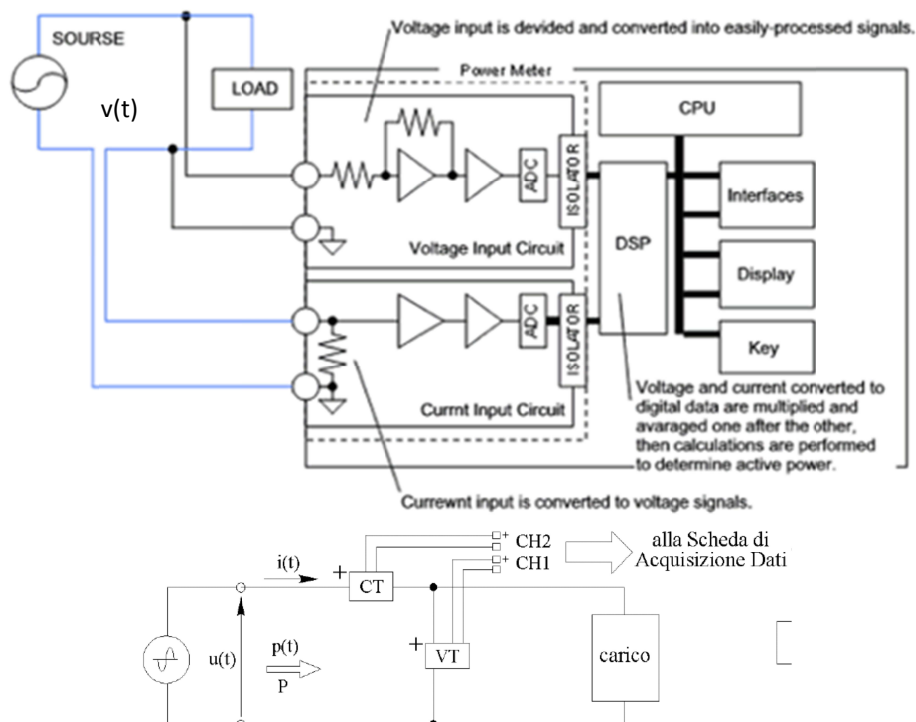 Voltage input is devided and converted into easily-processed signals.
SOURSE
Power Meter
LOAD
v(t)
CPU
ADC
ISOLATOR
Interfaces
DSP
Voltage Input Circuit
Display
ADC
ISOLATOR
Key
Currnt Input Circuit
Voltage and current converted to
digital data are multiplied and
avaraged one after the other,
then calculations are performed
to determine active power.
Currewnt input is converted to voltage signals.
+ CH2
+ CH1
alla Scheda di
Acquisizione Dati
i(t)
+
CT
u(t)
p(t)
P
+
VT
carico